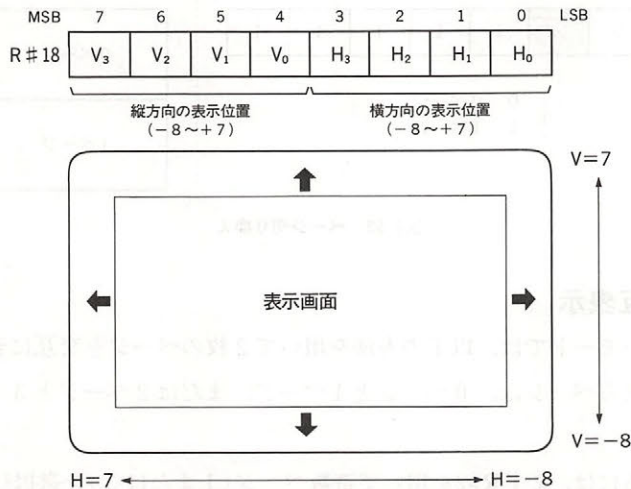 MSB 7 6 5 4 3 2 1 0 LSB
R#18 V₃ V₂ V₁ V₀ H₃ H₂ H₁ H₀
縦方向の表示位置 横方向の表示位置
(−8〜+7) (−8〜+7)
V=7
表示画面
V=−8
H=7 H=−8